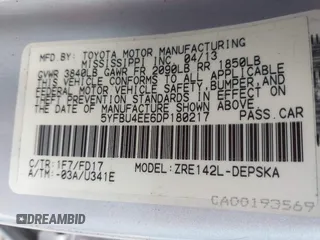 MFD. BY: TOYOTA MOTOR MANUFACTURING
MISSISSIPPI INC. 04/13
GVWR 3840LB GAWR FR 2090LB RR 1850LB
THIS VEHICLE CONFORMS TO ALL APPLICABLE
FEDERAL MOTOR VEHICLE SAFETY, BUMPER, AND
THEFT PREVENTION STANDARDS IN EFFECT ON
THE DATE OF MANUFACTURE SHOWN ABOVE.
5YFBU4EE6DP180217 PASS.CAR
C/TR:1F7/FD17 MODEL:ZRE142L-DEPSKA
A/TM:-03A/U341E
CA00193569
DREAMBID